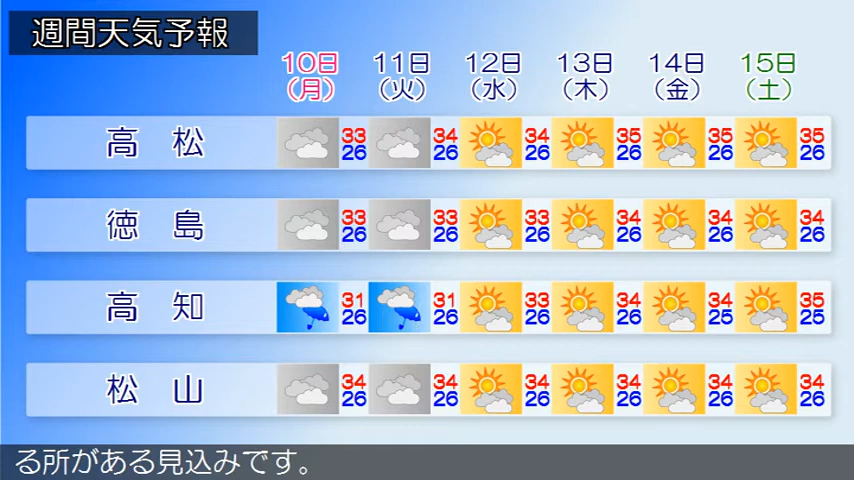 週間天気予報
10日 11日 12日 13日 14日 15日
（月） （火） （水） （木） （金） （土）
高松 33 34 34 35 35 35
26 26 26 26 26 26
徳島 33 33 33 34 34 34
26 26 26 26 26 26
高知 31 31 33 34 34 35
26 26 26 26 25 25
松山 34 34 34 34 34 34
26 26 26 26 26 26
る所がある見込みです。